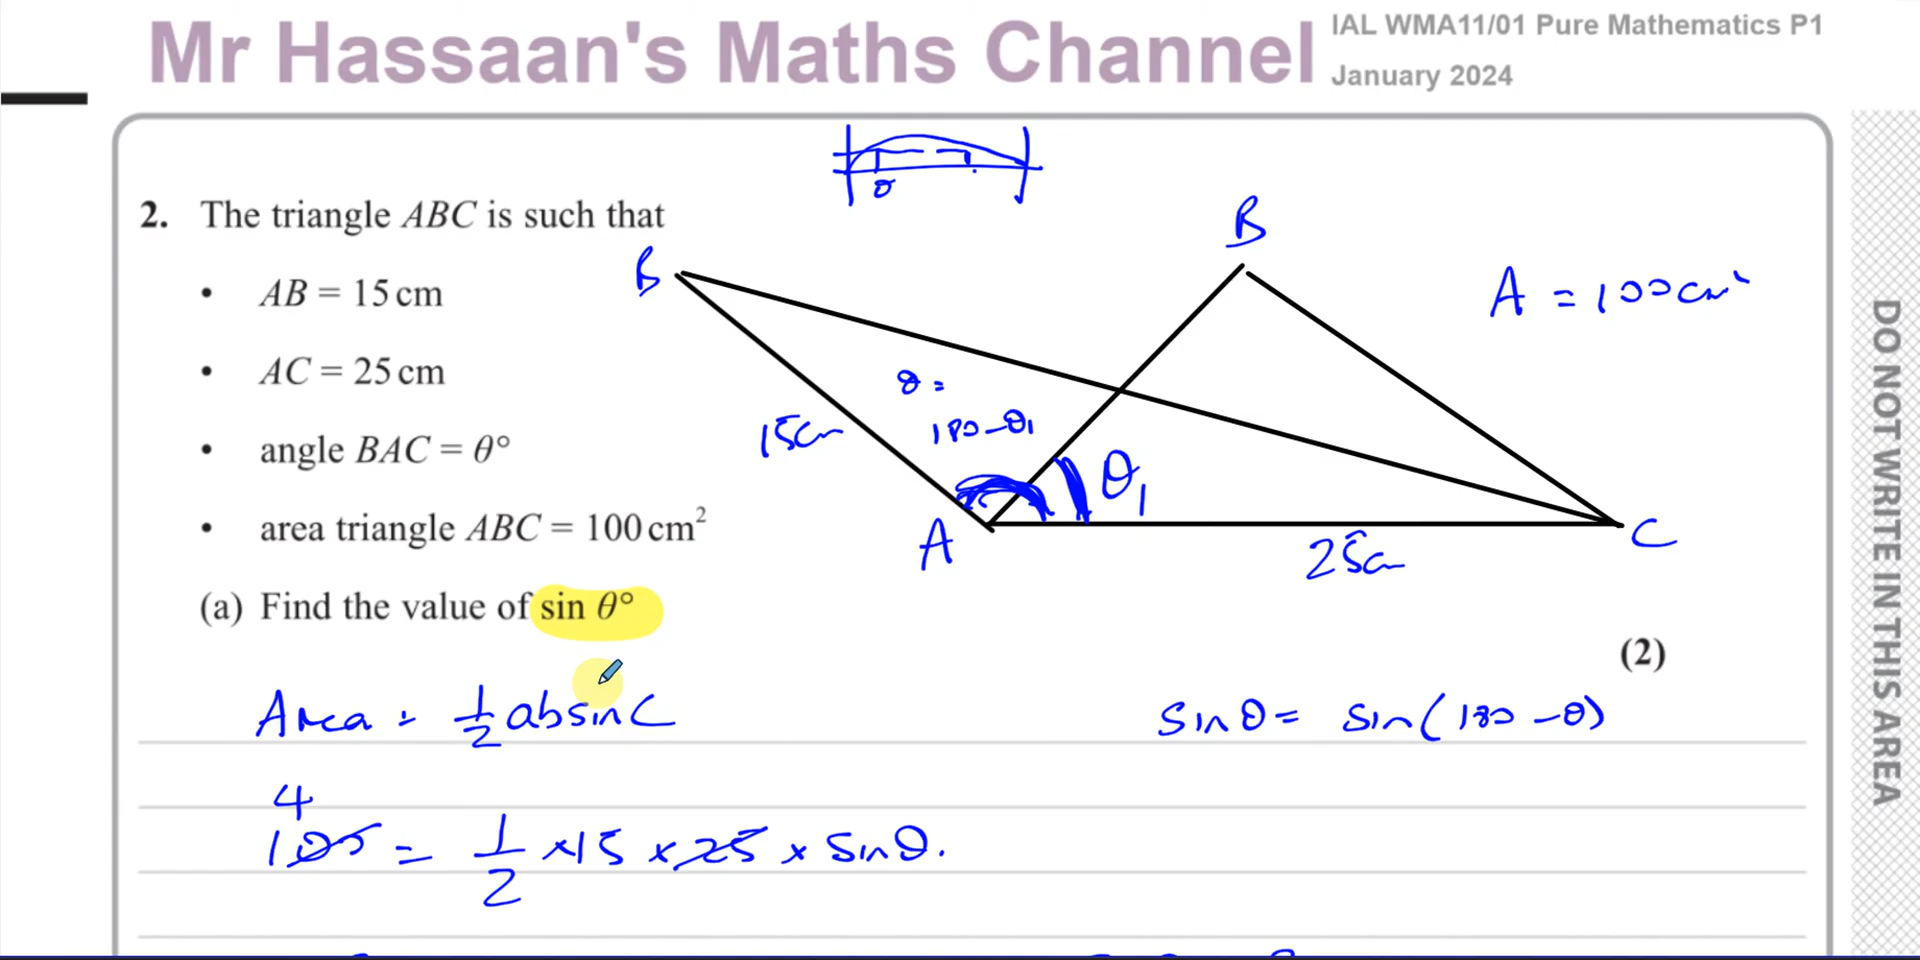 Mr Hassaan's Maths Channel
IAL WMA11/01 Pure Mathematics P1
January 2024
2. The triangle ABC is such that
• AB = 15 cm
• AC = 25 cm
• angle BAC = θ°
• area triangle ABC = 100 cm²
(a) Find the value of sin θ°
(2)
θ
B
B
A = 100cm²
15cm
θ =
180-θ₁
θ₁
A
25cm
C
Area = 1/2 absinC
sinθ = sin(180-θ)
4
100 = 1/2 × 15 × 25 × sinθ.
DO NOT WRITE IN THIS AREA